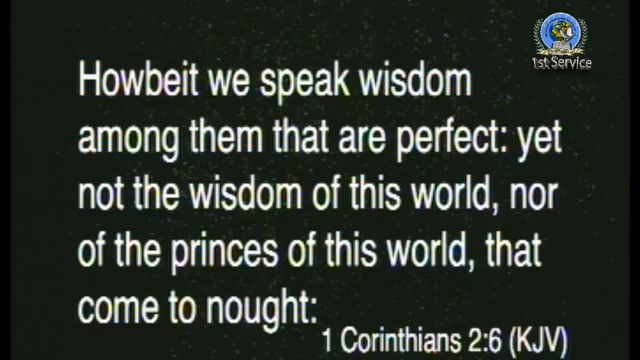 1st Service
Howbeit we speak wisdom
among them that are perfect: yet
not the wisdom of this world, nor
of the princes of this world, that
come to nought:
1 Corinthians 2:6 (KJV)